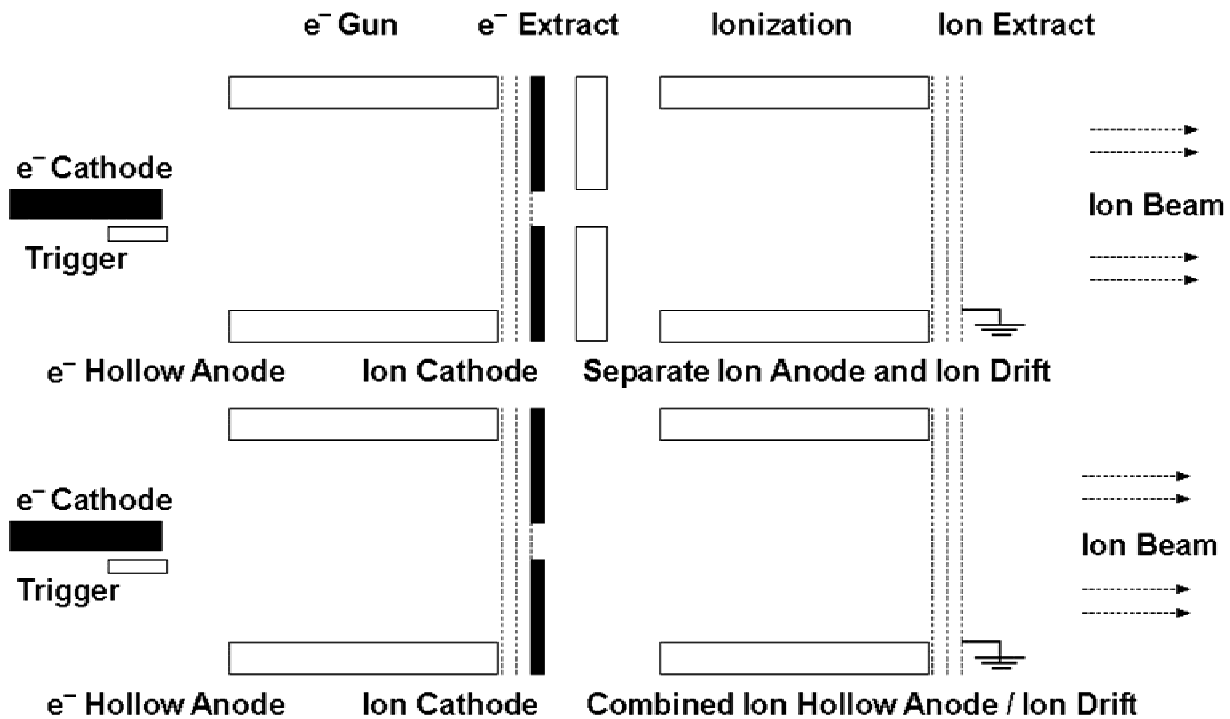 e⁻ Gun e⁻ Extract Ionization Ion Extract
e⁻ Cathode
Ion Beam
Trigger
e⁻ Hollow Anode Ion Cathode Separate Ion Anode and Ion Drift
e⁻ Cathode
Ion Beam
Trigger
e⁻ Hollow Anode Ion Cathode Combined Ion Hollow Anode / Ion Drift